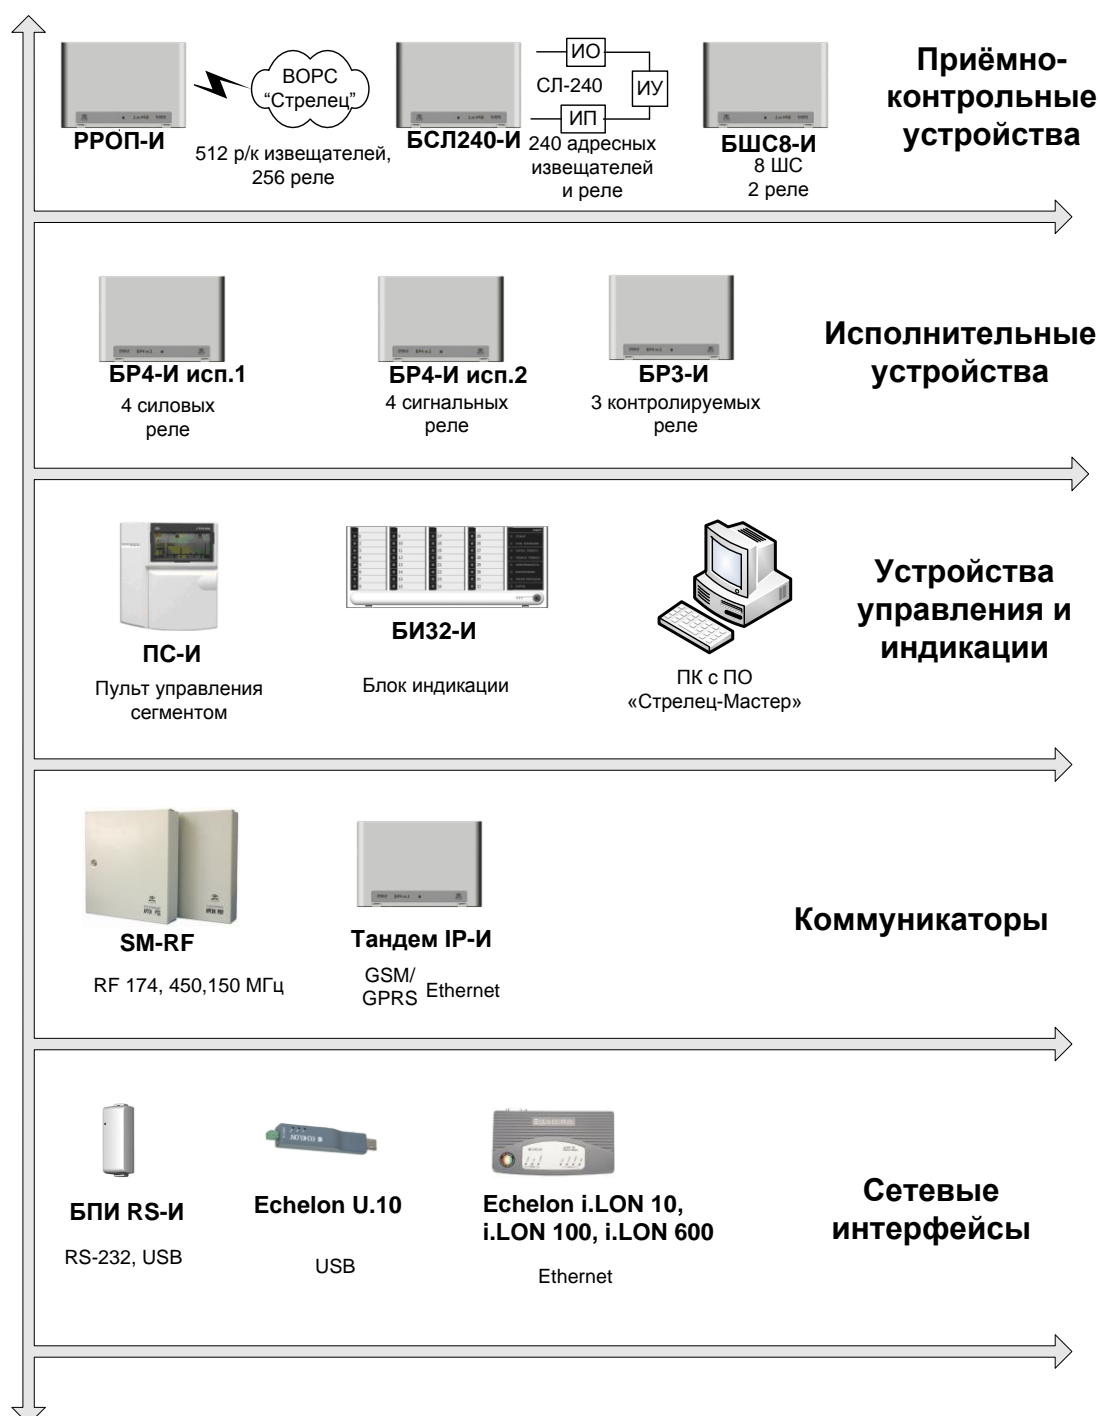 Приёмно-
контрольные
устройства
РРОП-И
ВОРС
“Стрелец”
512 р/к извещателей,
256 реле
БСЛ240-И
ИО
СЛ-240
ИУ
ИП
240 адресных
извещателей
и реле
БШС8-И
8 ШС
2 реле
Исполнительные
устройства
БР4-И исп.1
4 силовых
реле
БР4-И исп.2
4 сигнальных
реле
БР3-И
3 контролируемых
реле
Устройства
управления и
индикации
ПС-И
Пульт управления
сегментом
БИ32-И
Блок индикации
ПК с ПО
«Стрелец-Мастер»
Коммуникаторы
SM-RF
RF 174, 450,150 МГц
Тандем IP-И
GSM/
GPRS
Ethernet
Сетевые
интерфейсы
БПИ RS-И
RS-232, USB
ECHELON
Echelon U.10
USB
Echelon i.LON 10,
i.LON 100, i.LON 600
Ethernet